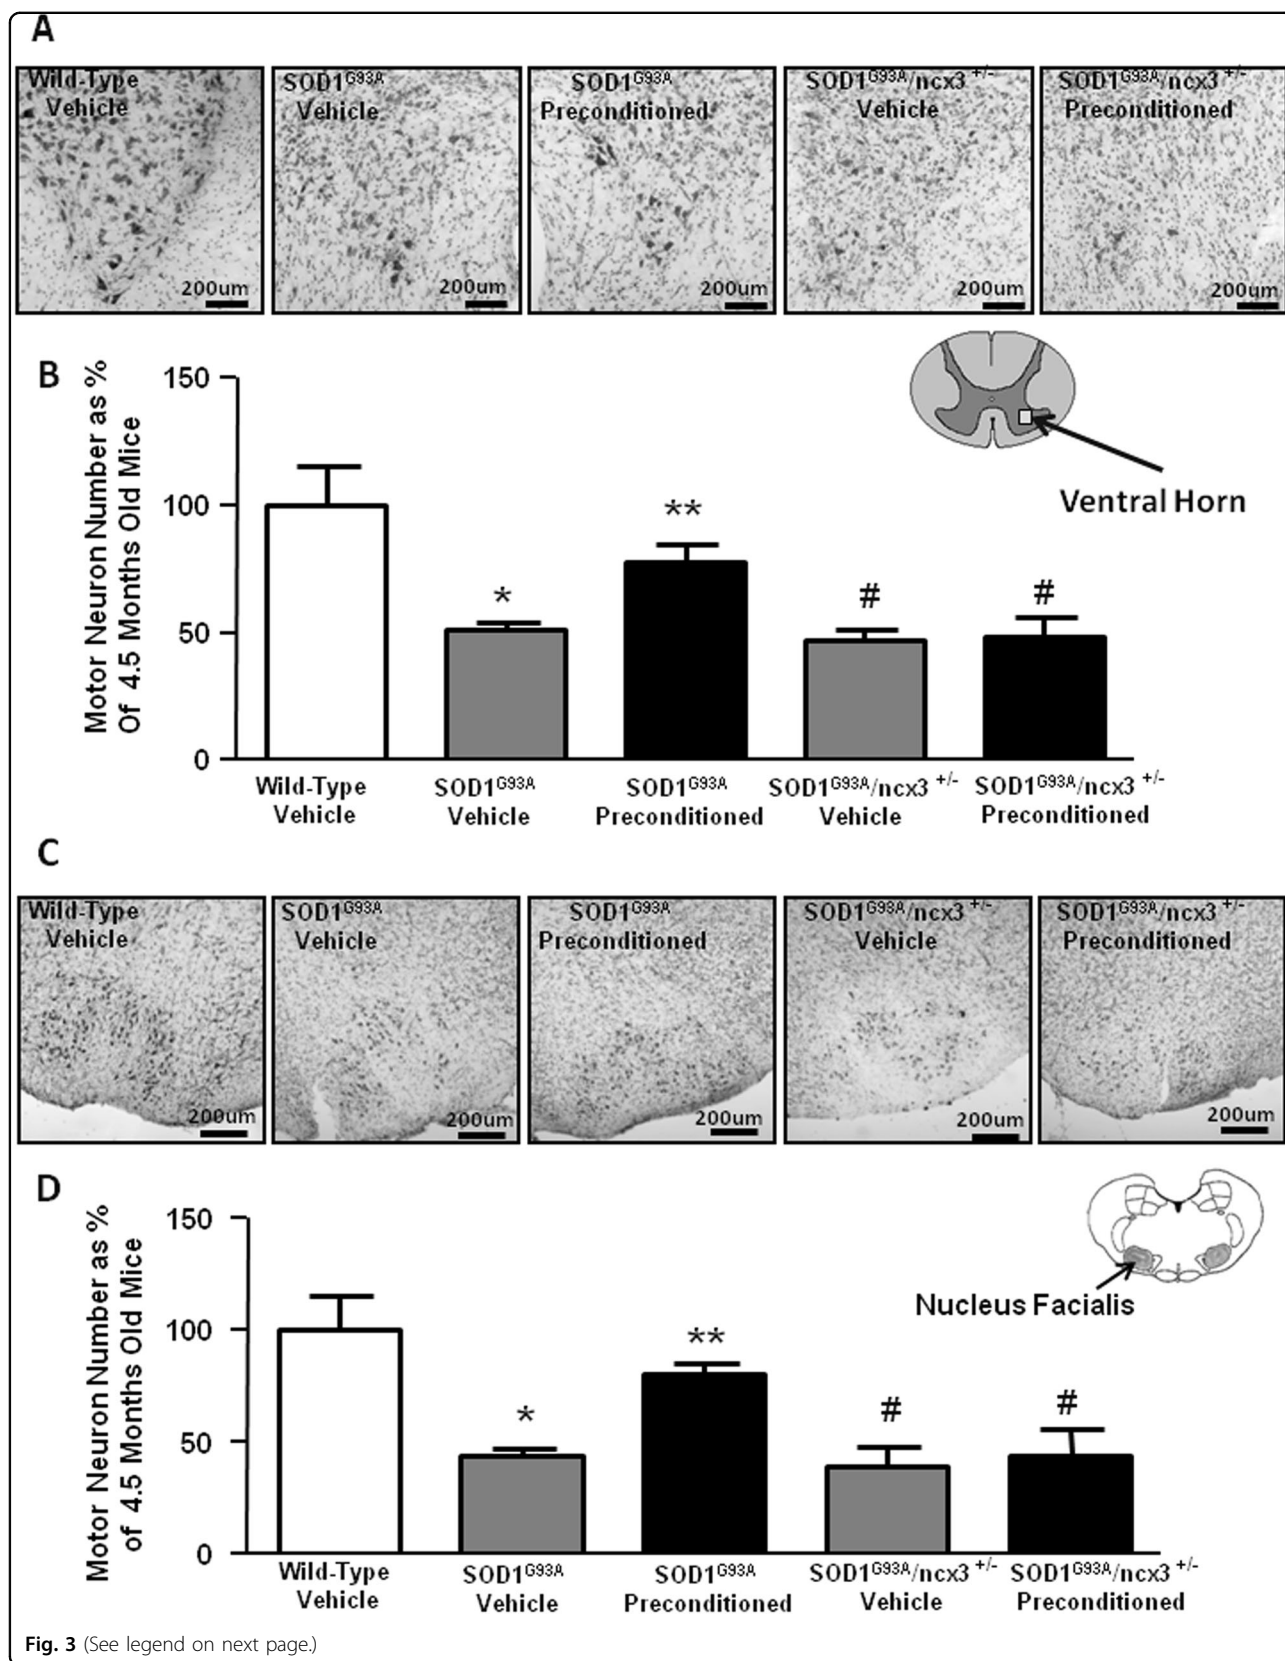 A
Wild-Type
Vehicle
SOD1G93A
Vehicle
SOD1G93A
Preconditioned
SOD1G93A/ncx3 +/-
Vehicle
SOD1G93A/ncx3 +/-
Preconditioned
200um
200um
200um
200um
200um
B
Motor Neuron Number as %
Of 4.5 Months Old Mice
150
100
50
0
*
**
#
#
Ventral Horn
Wild-Type
Vehicle
SOD1G93A
Vehicle
SOD1G93A
Preconditioned
SOD1G93A/ncx3 +/-
Vehicle
SOD1G93A/ncx3 +/-
Preconditioned
C
Wild-Type
Vehicle
SOD1G93A
Vehicle
SOD1G93A
Preconditioned
SOD1G93A/ncx3 +/-
Vehicle
SOD1G93A/ncx3 +/-
Preconditioned
200um
200um
200um
200um
200um
D
Motor Neuron Number as %
of 4.5 Months Old Mice
150
100
50
0
*
**
#
#
Nucleus Facialis
Wild-Type
Vehicle
SOD1G93A
Vehicle
SOD1G93A
Preconditioned
SOD1G93A/ncx3 +/-
Vehicle
SOD1G93A/ncx3 +/-
Preconditioned
Fig. 3 (See legend on next page.)